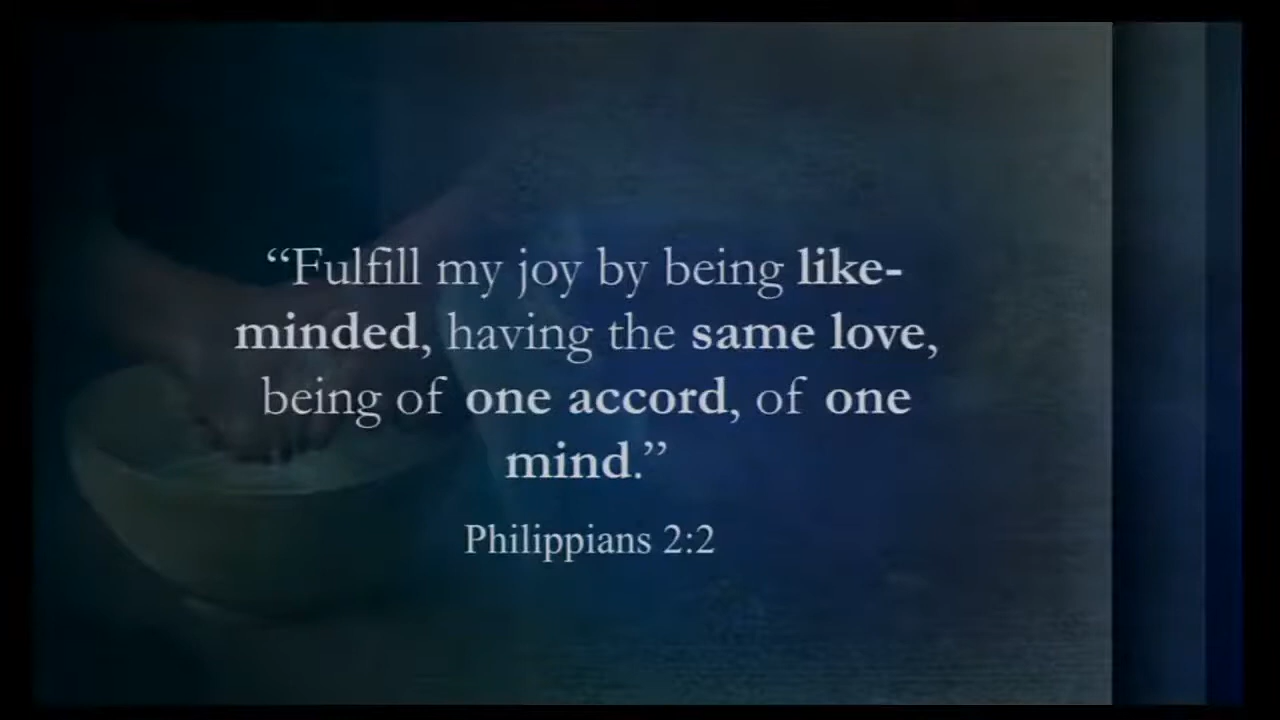 “Fulfill my joy by being like-
minded, having the same love,
being of one accord, of one
mind.”
Philippians 2:2